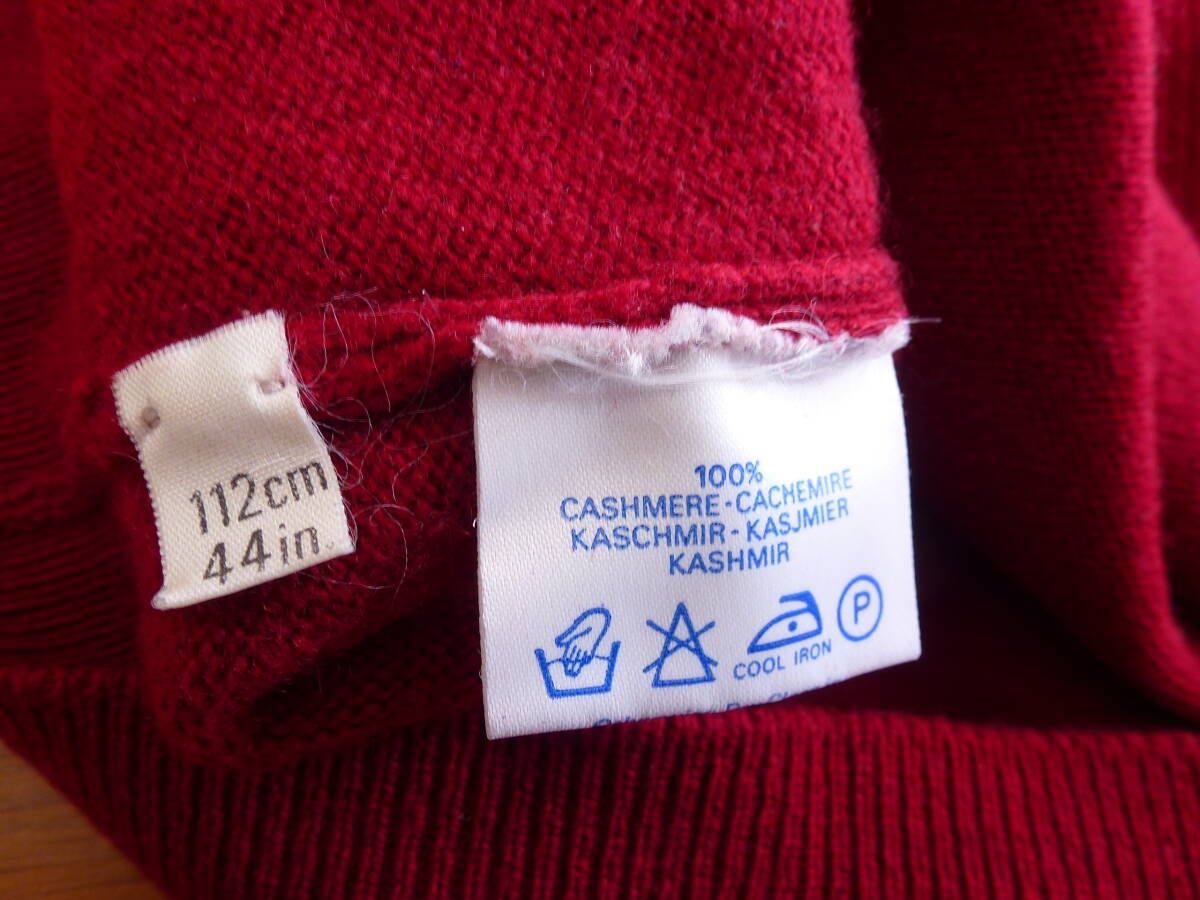 112cm
44in.
100%
CASHMERE-CACHEMIRE
KASCHMIR-KASJMIER
KASHMIR
COOL IRON
P